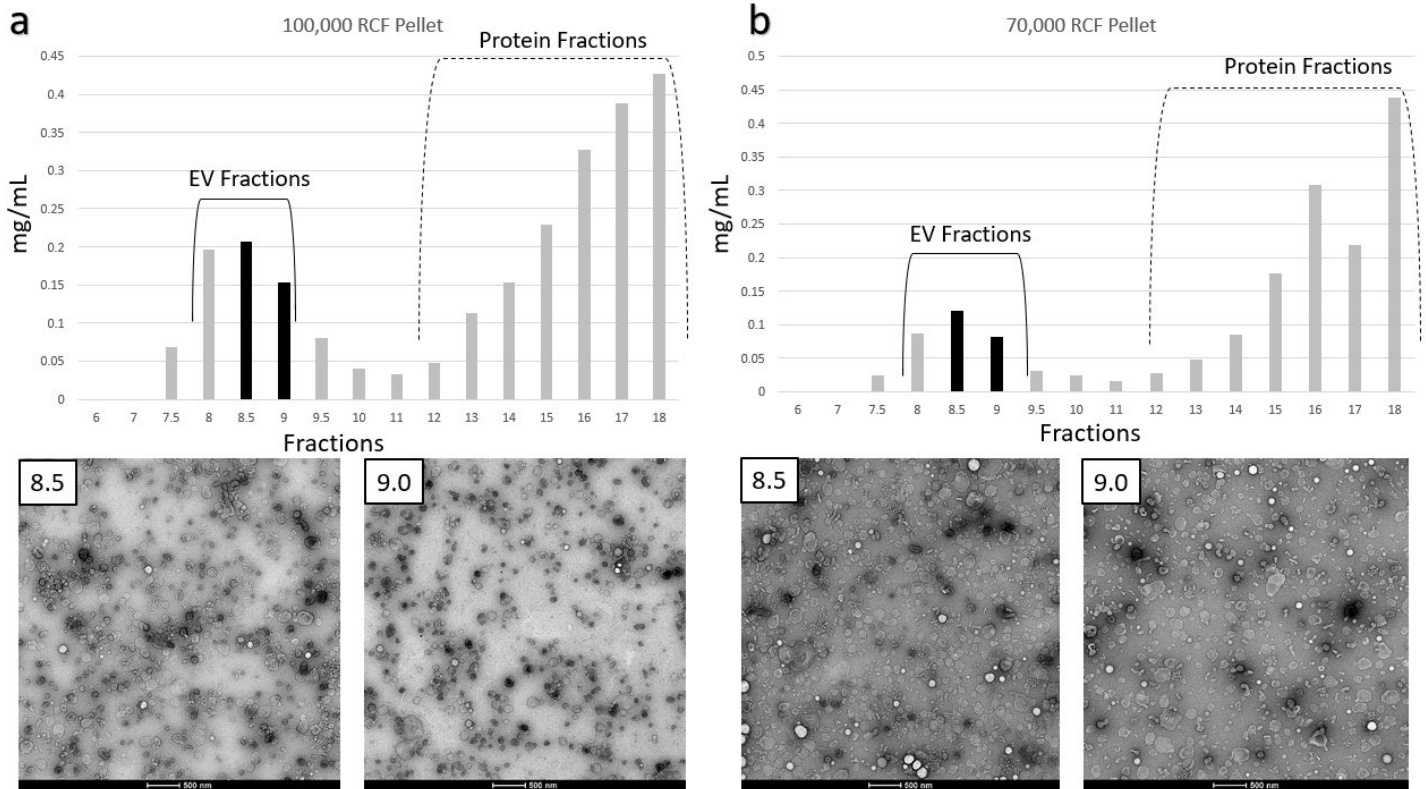 a
100,000 RCF Pellet
Protein Fractions
EV Fractions
mg/mL
0.45
0.4
0.35
0.3
0.25
0.2
0.15
0.1
0.05
0
6 7 7.5 8 8.5 9 9.5 10 11 12 13 14 15 16 17 18
Fractions
8.5
500 nm
9.0
500 nm
b
70,000 RCF Pellet
Protein Fractions
EV Fractions
mg/mL
0.5
0.45
0.4
0.35
0.3
0.25
0.2
0.15
0.1
0.05
0
6 7 7.5 8 8.5 9 9.5 10 11 12 13 14 15 16 17 18
Fractions
8.5
500 nm
9.0
500 nm